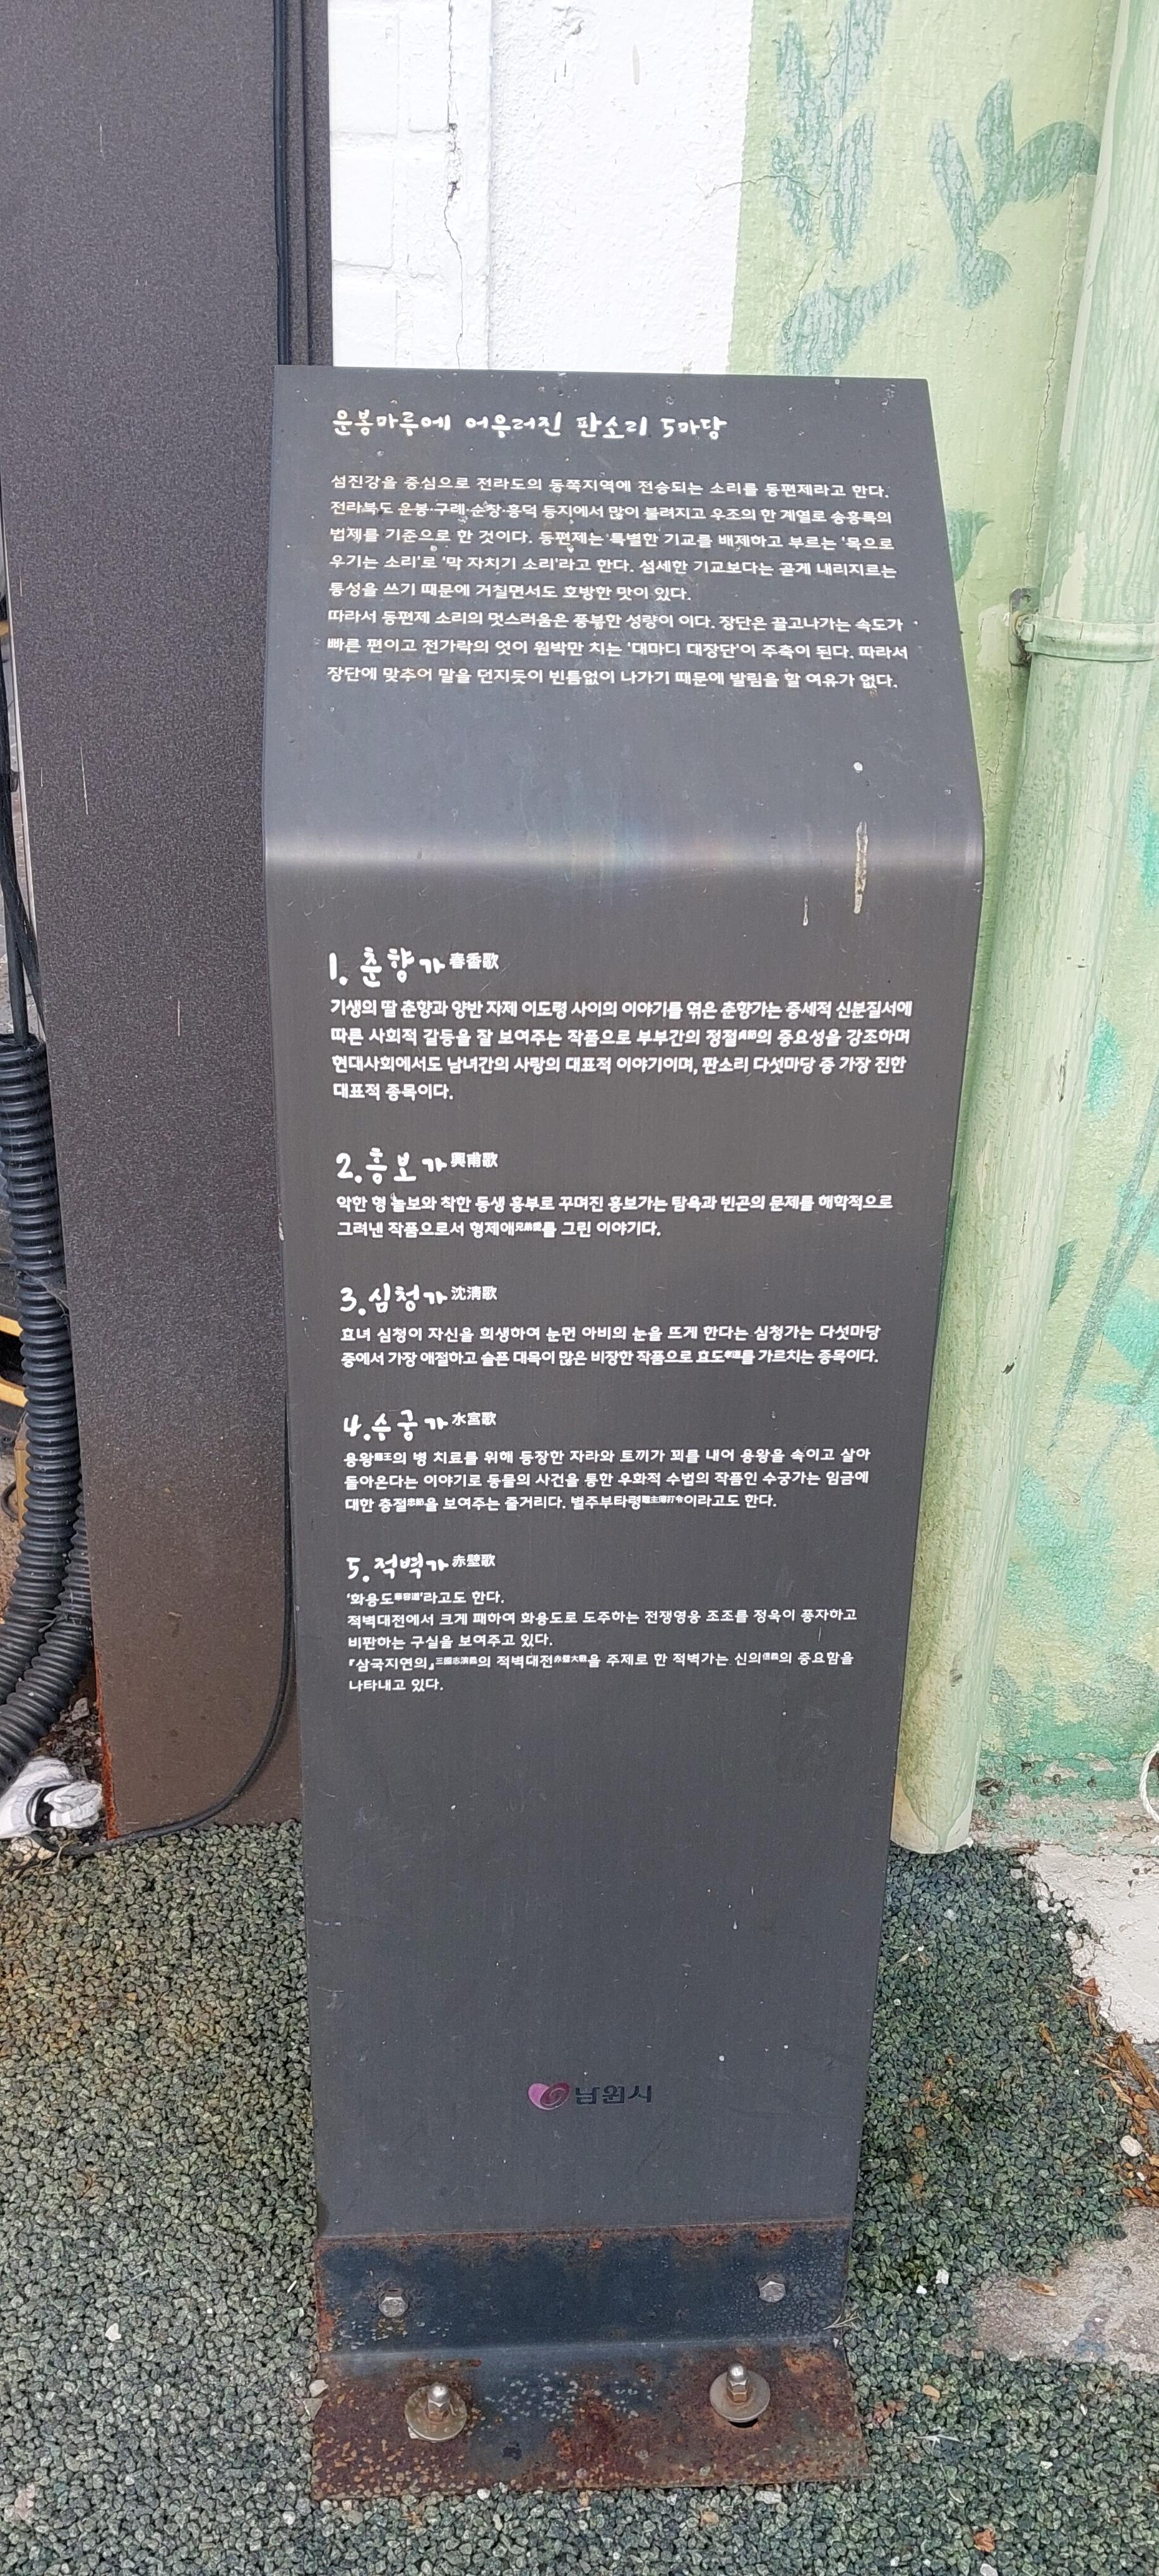 운봉마루에 어우러진 판소리 5마당
섬진강을 중심으로 전라도의 동쪽지역에 전승되는 소리를 동편제라고 한다.
전라북도 운봉·구례·순창·흥덕 등지에서 많이 불려지고 우조의 한 계열로 송흥록의
법제를 기준으로 한 것이다. 동편제는 특별한 기교를 배제하고 부르는 '목으로
우기는 소리'로 '막 자치기 소리'라고 한다. 섬세한 기교보다는 곧게 내리지르는
통성을 쓰기 때문에 거칠면서도 호방한 맛이 있다.
따라서 동편제 소리의 멋스러움은 풍부한 성량이 이다. 장단은 끌고나가는 속도가
빠른 편이고 전가락의 엇이 원박만 치는 '대마디 대장단'이 주축이 된다. 따라서
장단에 맞추어 말을 던지듯이 빈틈없이 나가기 때문에 발림을 할 여유가 없다.
1. 춘향가 春香歌
기생의 딸 춘향과 양반 자제 이도령 사이의 이야기를 엮은 춘향가는 중세적 신분질서에
따른 사회적 갈등을 잘 보여주는 작품으로 부부간의 정절貞節의 중요성을 강조하며
현대사회에서도 남녀간의 사랑의 대표적 이야기이며, 판소리 다섯마당 중 가장 진한
대표적 종목이다.
2. 흥보가 興甫歌
악한 형 놀보와 착한 동생 흥부로 꾸며진 흥보가는 탐욕과 빈곤의 문제를 해학적으로
그려낸 작품으로서 형제애兄弟愛를 그린 이야기다.
3. 심청가 沈淸歌
효녀 심청이 자신을 희생하여 눈먼 아비의 눈을 뜨게 한다는 심청가는 다섯마당
중에서 가장 애절하고 슬픈 대목이 많은 비장한 작품으로 효도孝道를 가르치는 종목이다.
4. 수궁가 水宮歌
용왕龍王의 병 치료를 위해 등장한 자라와 토끼가 꾀를 내어 용왕을 속이고 살아
돌아온다는 이야기로 동물의 사건을 통한 우화적 수법의 작품인 수궁가는 임금에
대한 충절忠節을 보여주는 줄거리다. 별주부타령鼈主簿打令이라고도 한다.
5. 적벽가 赤壁歌
'화용도華容道'라고도 한다.
적벽대전에서 크게 패하여 화용도로 도주하는 전쟁영웅 조조를 정욱이 풍자하고
비판하는 구실을 보여주고 있다.
『삼국지연의』三國志演義의 적벽대전赤壁大戰을 주제로 한 적벽가는 신의信義의 중요함을
나타내고 있다.
남원시